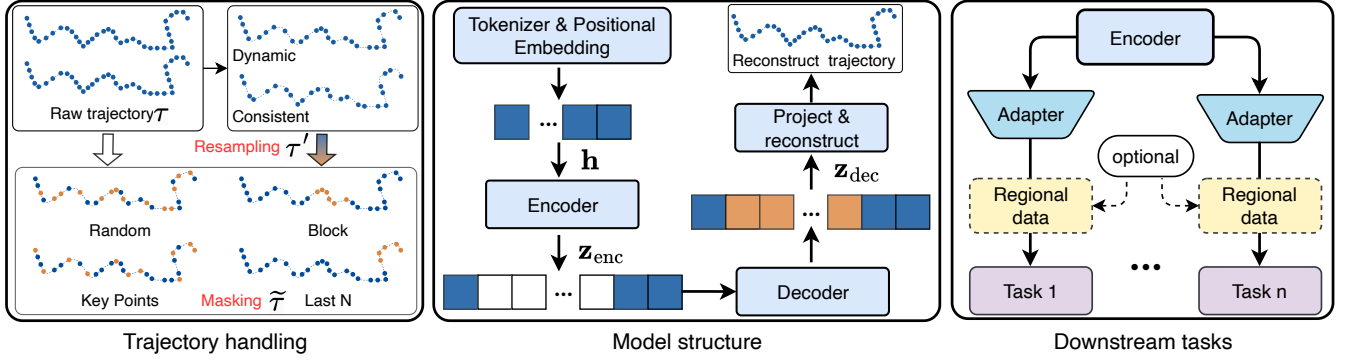 Dynamic
Raw trajectory τ
Consistent
Resampling τ′
Random
Block
Key Points
Masking τ̃
Last N
Trajectory handling
Tokenizer & Positional
Embedding
...
h
Encoder
z_enc
...
Decoder
...
z_dec
Project &
reconstruct
Reconstruct trajectory
Model structure
Encoder
Adapter
Adapter
optional
Regional
data
Regional
data
...
Task 1
Task n
Downstream tasks